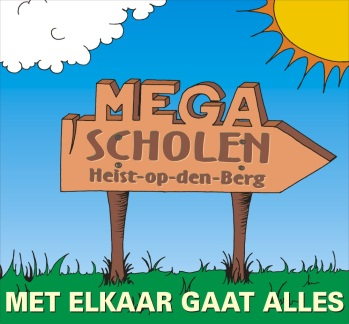 MEGA
SCHOLEN
Heist-op-den-Berg
MET ELKAAR GAAT ALLES